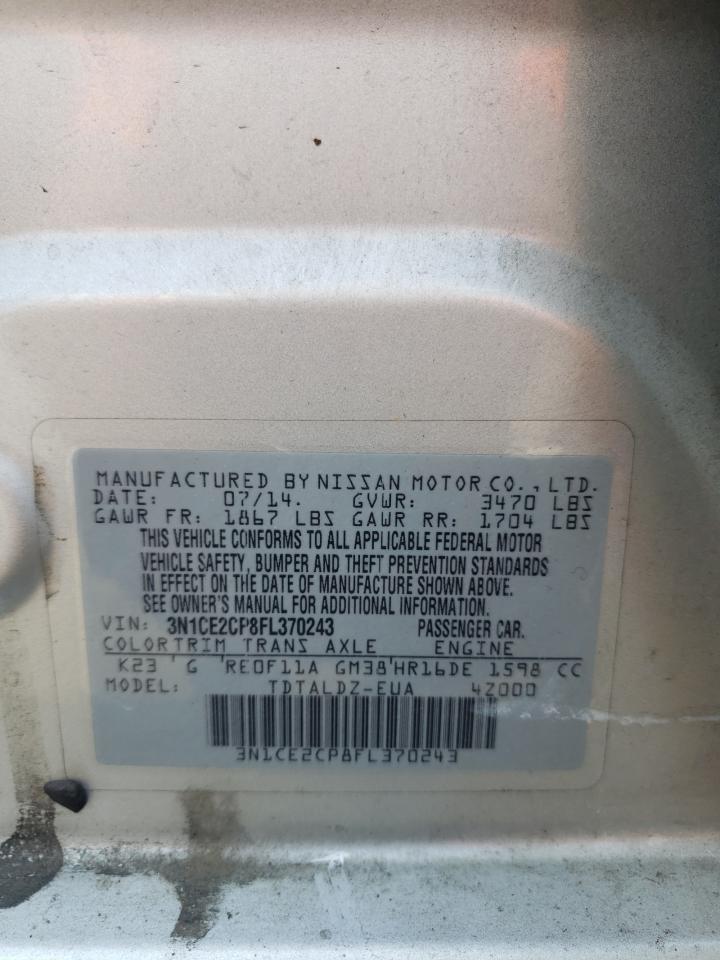 MANUFACTURED BY NISSAN MOTOR CO., LTD.
DATE: 07/14. GVWR: 3470 LBS
GAWR FR: 1867 LBS GAWR RR: 1704 LBS
THIS VEHICLE CONFORMS TO ALL APPLICABLE FEDERAL MOTOR
VEHICLE SAFETY, BUMPER AND THEFT PREVENTION STANDARDS
IN EFFECT ON THE DATE OF MANUFACTURE SHOWN ABOVE.
SEE OWNER'S MANUAL FOR ADDITIONAL INFORMATION.
VIN: 3N1CE2CP8FL370243 PASSENGER CAR.
COLOR TRIM TRANS AXLE ENGINE
K23 G RE0F11A GM38 HR16DE 1598 CC
MODEL: TDTALDZ-EUA 4Z000
3N1CE2CP8FL370243